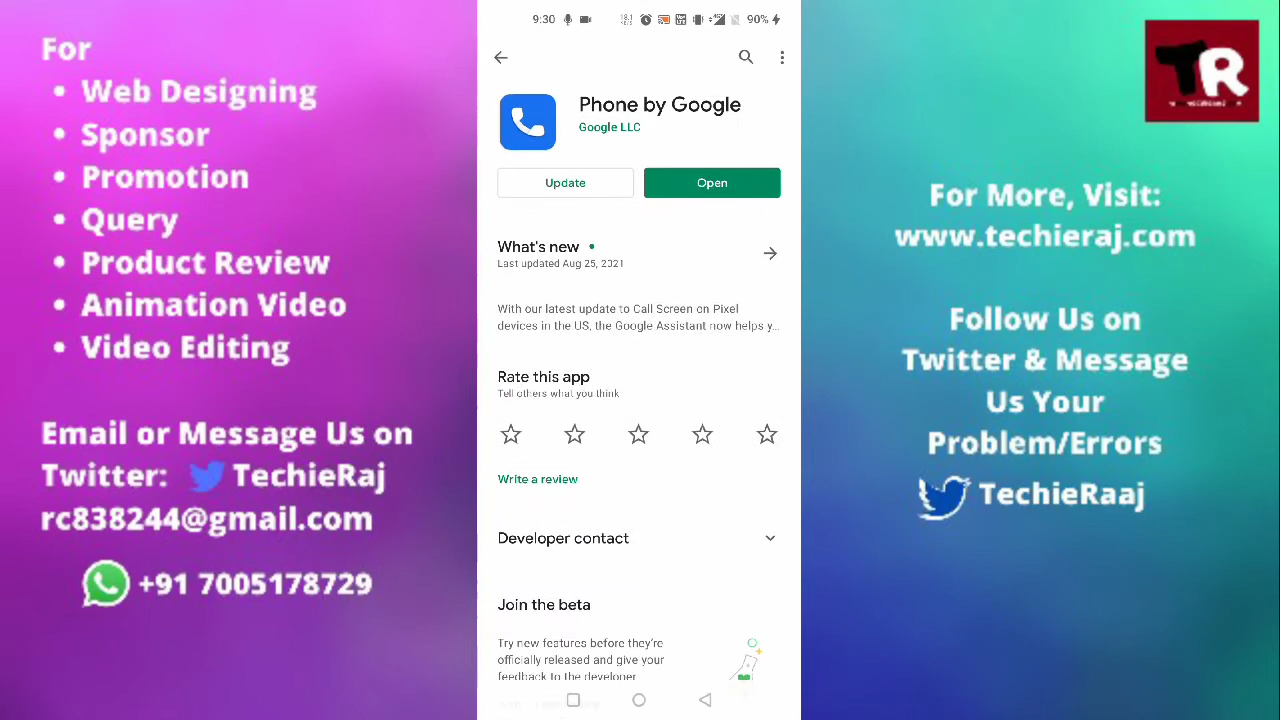 For
• Web Designing
• Sponsor
• Promotion
• Query
• Product Review
• Animation Video
• Video Editing
Email or Message Us on
Twitter: TechieRaj
rc838244@gmail.com
+91 7005178729
9:30
90%
Phone by Google
Google LLC
Update
Open
What's new
Last updated Aug 25, 2021
With our latest update to Call Screen on Pixel
devices in the US, the Google Assistant now helps y...
Rate this app
Tell others what you think
Write a review
Developer contact
Join the beta
Try new features before they're
officially released and give your
feedback to the developer
TR
For More, Visit:
www.techieraj.com
Follow Us on
Twitter & Message
Us Your
Problem/Errors
TechieRaaj